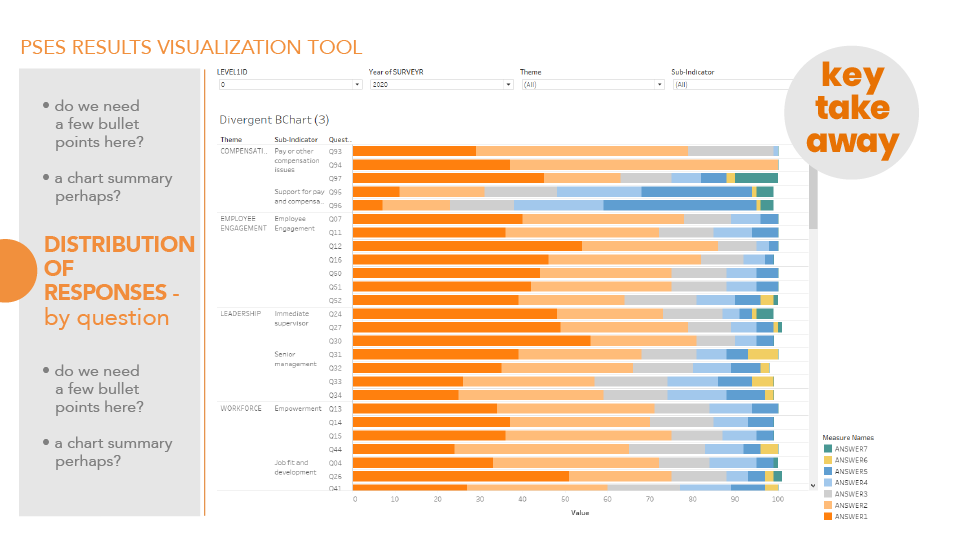 PSES RESULTS VISUALIZATION TOOL
• do we need
a few bullet
points here?
• a chart summary
perhaps?
DISTRIBUTION
OF
RESPONSES -
by question
• do we need
a few bullet
points here?
• a chart summary
perhaps?
LEVEL1ID
Year of SURVEYR
Theme
Sub-Indicator
0
2020
(All)
(All)
key
take
away
Divergent BChart (3)
Theme
Sub-Indicator
Quest..
COMPENSATI..
Pay or other
compensation
issues
Q93
Q94
Q97
Support for pay
and compensa..
Q95
Q96
EMPLOYEE
ENGAGEMENT
Employee
Engagement
Q07
Q11
Q12
Q16
Q50
Q51
Q52
LEADERSHIP
Immediate
supervisor
Q24
Q27
Q30
Senior
management
Q31
Q32
Q33
Q34
WORKFORCE
Empowerment
Q13
Q14
Q15
Q44
Job fit and
development
Q04
Q26
Q41
0 10 20 30 40 50 60 70 80 90 100
Value
Measure Names
ANSWER7
ANSWER6
ANSWER5
ANSWER4
ANSWER3
ANSWER2
ANSWER1